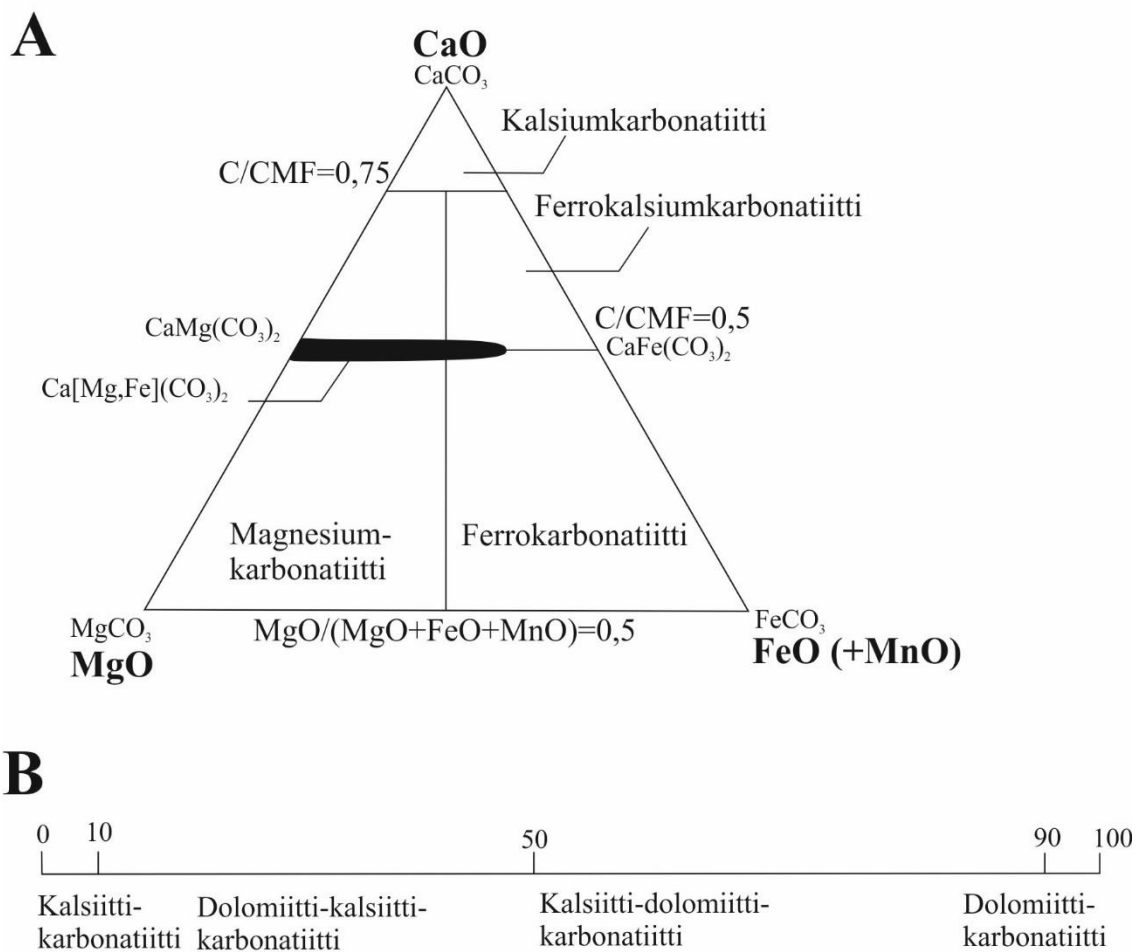 A
CaO
CaCO₃
Kalsiumkarbonatiitti
C/CMF=0,75
Ferrokalsiumkarbonatiitti
CaMg(CO₃)₂
C/CMF=0,5
CaFe(CO₃)₂
Ca[Mg,Fe](CO₃)₂
Magnesium-
karbonatiitti
Ferrokarbonatiitti
MgCO₃
MgO
MgO/(MgO+FeO+MnO)=0,5
FeCO₃
FeO (+MnO)
B
0 10 50 90 100
Kalsiitti-
karbonatiitti
Dolomiitti-kalsiitti-
karbonatiitti
Kalsiitti-dolomiitti-
karbonatiitti
Dolomiitti-
karbonatiitti